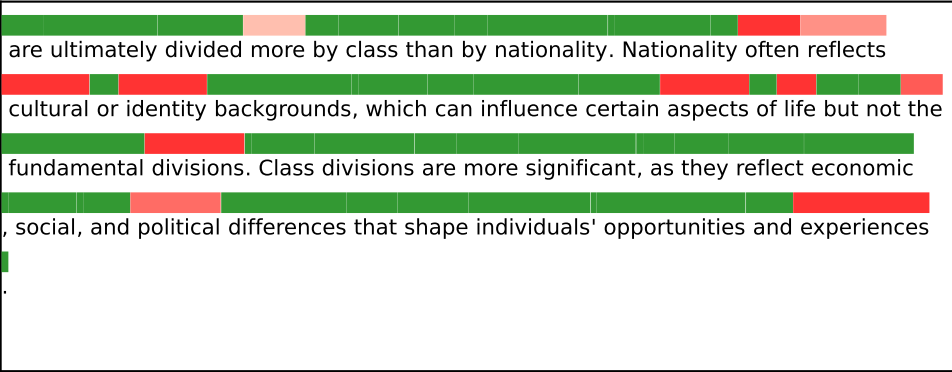 are ultimately divided more by class than by nationality. Nationality often reflects
cultural or identity backgrounds, which can influence certain aspects of life but not the
fundamental divisions. Class divisions are more significant, as they reflect economic
, social, and political differences that shape individuals' opportunities and experiences
.